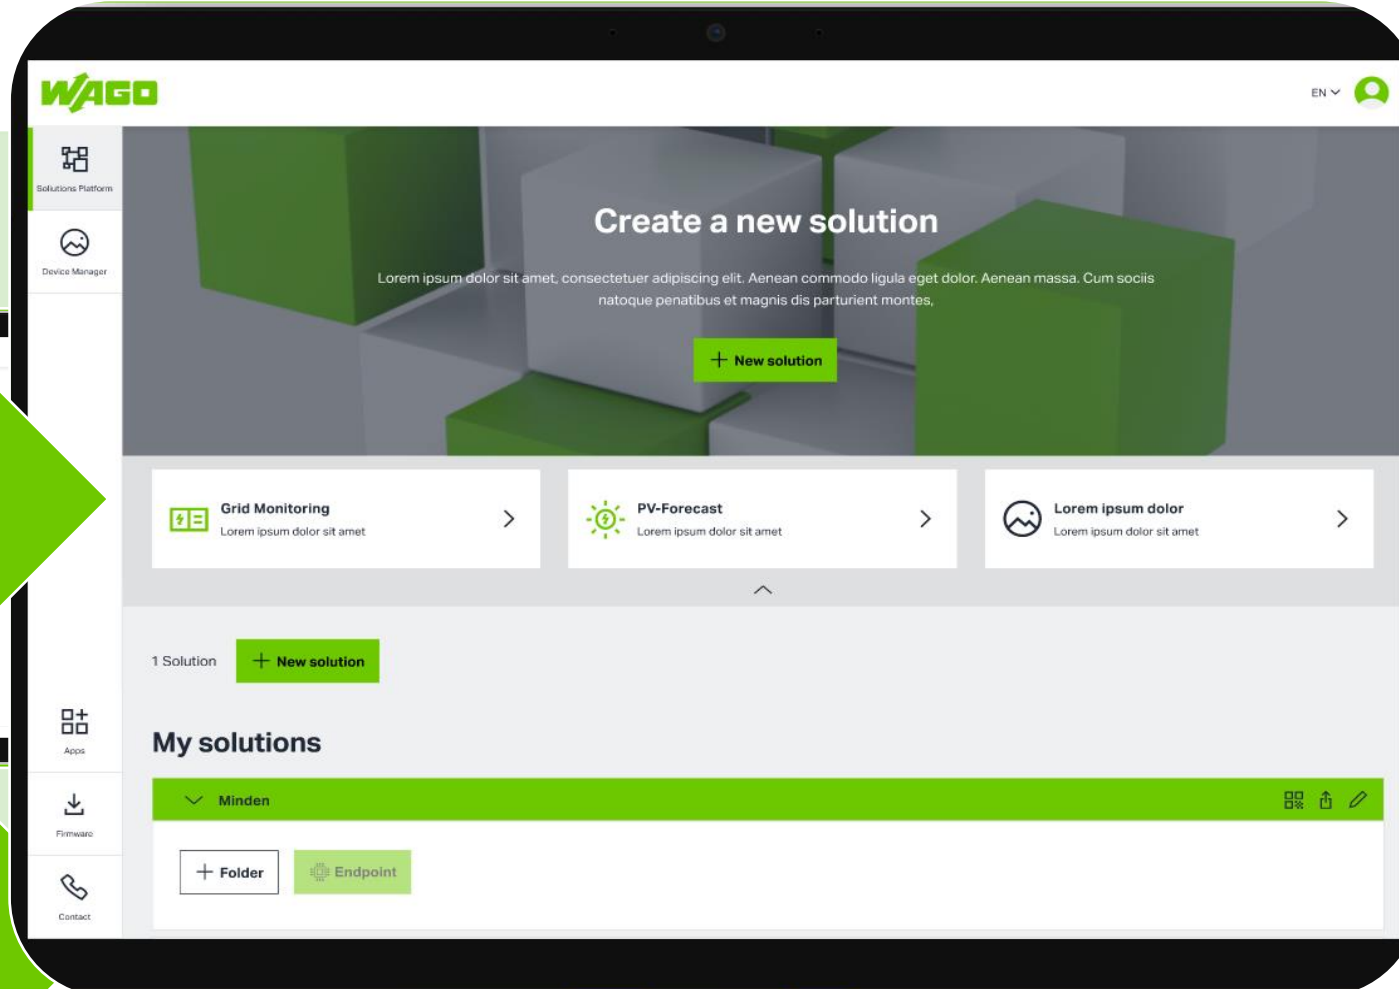 WAGO
EN
Solutions Platform
Device Manager
Create a new solution
Lorem ipsum dolor sit amet, consectetuer adipiscing elit. Aenean commodo ligula eget dolor. Aenean massa. Cum sociis
natoque penatibus et magnis dis parturient montes,
+ New solution
Grid Monitoring
Lorem ipsum dolor sit amet
PV-Forecast
Lorem ipsum dolor sit amet
Lorem ipsum dolor
Lorem ipsum dolor sit amet
1 Solution
+ New solution
My solutions
Minden
+ Folder
Endpoint
Apps
Firmware
Contact